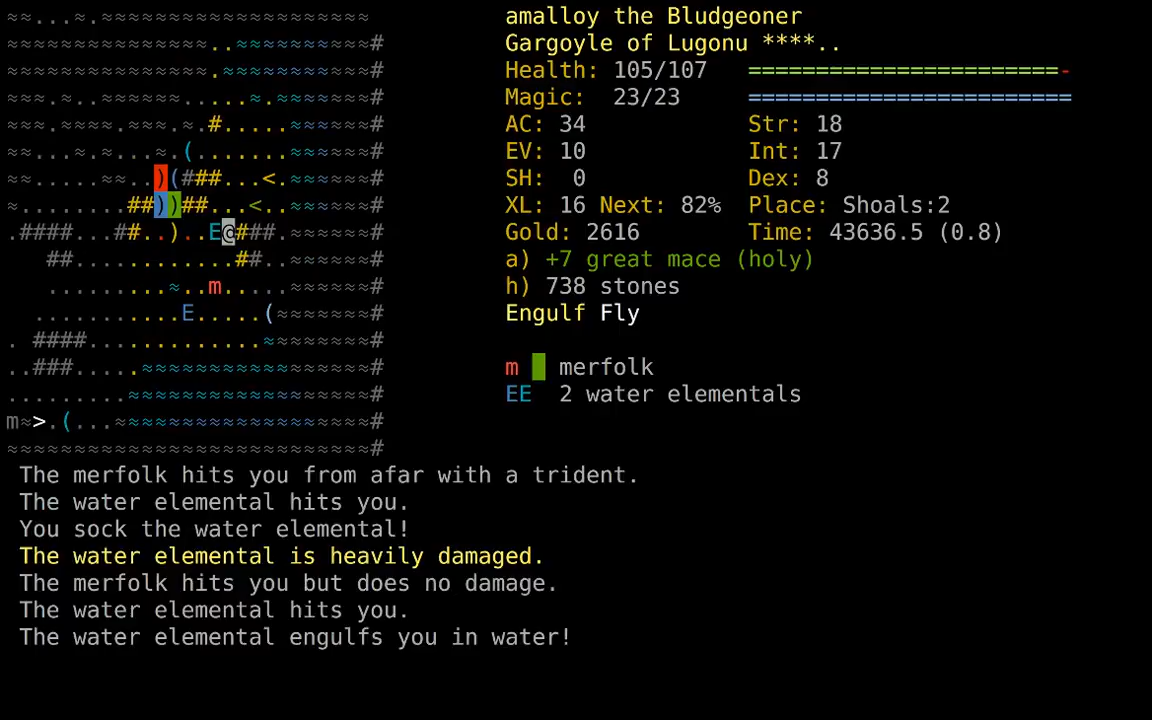 ≈≈...≈.≈≈≈≈≈≈≈≈≈≈≈≈≈≈≈≈≈≈≈≈ amalloy the Bludgeoner
≈≈≈≈≈≈≈≈≈≈≈≈≈≈≈..≈≈≈≈≈≈≈≈≈≈# Gargoyle of Lugonu ****..
≈≈≈≈≈≈≈≈≈≈≈≈≈≈≈.≈≈≈≈≈≈≈≈≈≈≈# Health: 105/107 =======================-
≈≈≈.≈..≈≈≈≈≈≈.....≈.≈≈≈≈≈≈≈# Magic: 23/23 ========================
≈≈≈.≈≈≈≈.≈≈≈.≈.#.....≈≈≈≈≈≈# AC: 34 Str: 18
≈≈...≈.≈...≈.(.......≈≈≈≈≈≈# EV: 10 Int: 17
≈≈.....≈≈..)(####...<.≈≈≈≈≈# SH: 0 Dex: 8
≈........##))##...<..≈≈≈≈≈≈# XL: 16 Next: 82% Place: Shoals:2
.####...##..)..E@###.≈≈≈≈≈≈# Gold: 2616 Time: 43636.5 (0.8)
##..........##..≈≈≈≈≈≈# a) +7 great mace (holy)
.........≈..m.....≈≈≈≈≈≈# h) 738 stones
...........E.....(≈≈≈≈≈≈≈# Engulf Fly
. ####.............≈≈≈≈≈≈≈≈#
..###.....≈≈≈≈≈≈≈≈≈≈≈≈≈≈≈≈≈# m merfolk
.........≈≈≈≈≈≈≈≈≈≈≈≈≈≈≈≈≈≈# EE 2 water elementals
m≈>.(...≈≈≈≈≈≈≈≈≈≈≈≈≈≈≈≈≈≈≈#
≈≈≈≈≈≈≈≈≈≈≈≈≈≈≈≈≈≈≈≈≈≈≈≈≈≈≈#
The merfolk hits you from afar with a trident.
The water elemental hits you.
You sock the water elemental!
The water elemental is heavily damaged.
The merfolk hits you but does no damage.
The water elemental hits you.
The water elemental engulfs you in water!